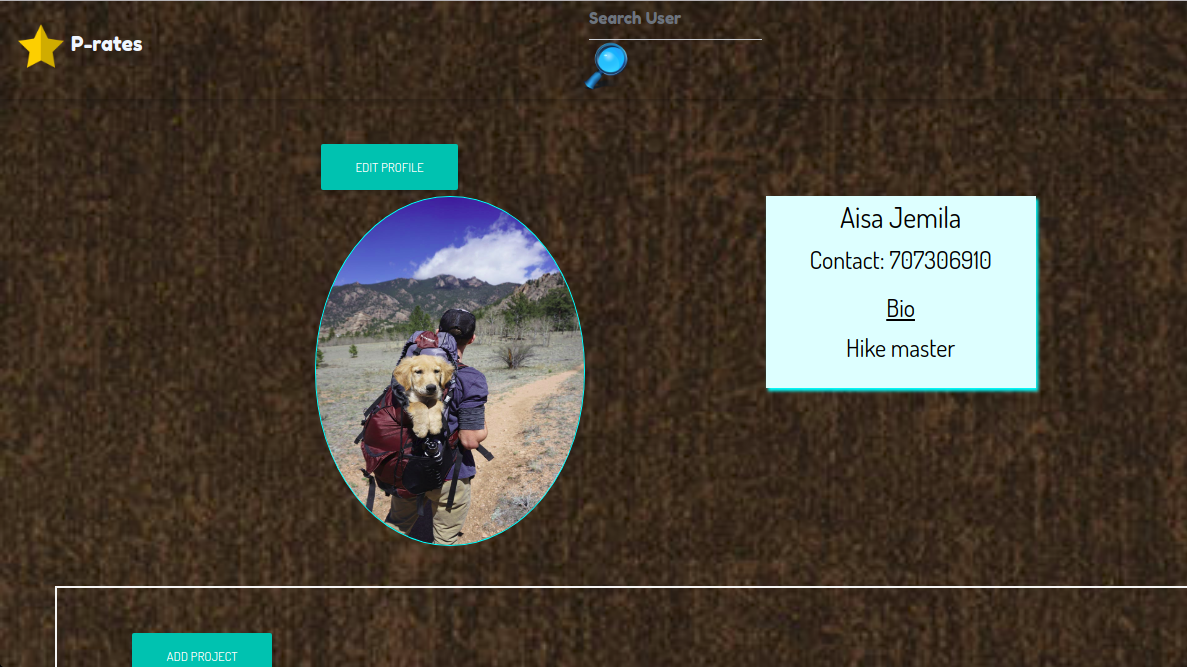 Search User
P-rates
EDIT PROFILE
Aisa Jemila
Contact: 707306910
Bio
Hike master
ADD PROJECT